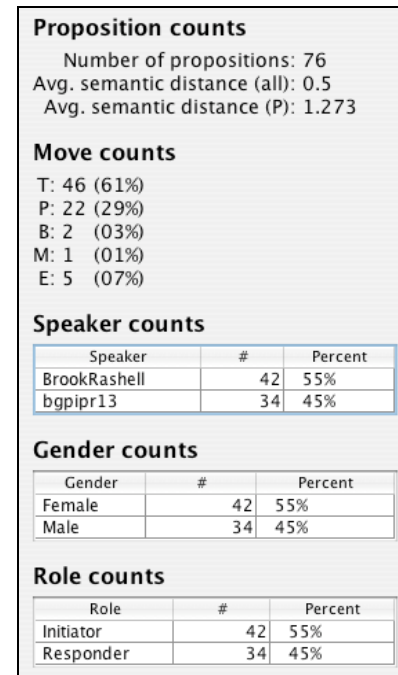 Proposition counts
Number of propositions: 76
Avg. semantic distance (all): 0.5
Avg. semantic distance (P): 1.273
Move counts
T: 46 (61%)
P: 22 (29%)
B: 2 (03%)
M: 1 (01%)
E: 5 (07%)
Speaker counts
Speaker # Percent
BrookRashell 42 55%
bgpipr13 34 45%
Gender counts
Gender # Percent
Female 42 55%
Male 34 45%
Role counts
Role # Percent
Initiator 42 55%
Responder 34 45%